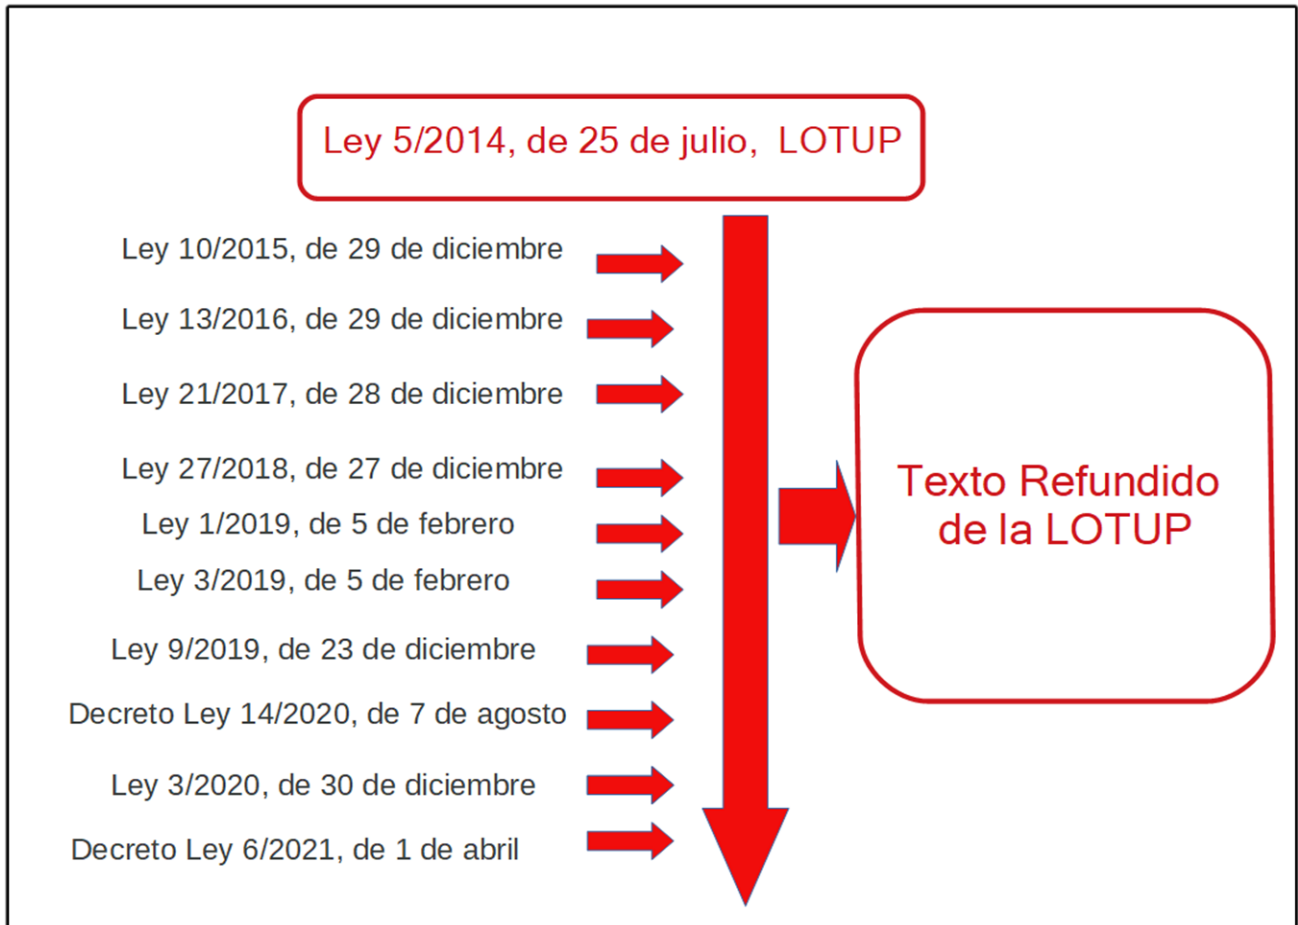 Ley 5/2014, de 25 de julio, LOTUP
Ley 10/2015, de 29 de diciembre
Ley 13/2016, de 29 de diciembre
Ley 21/2017, de 28 de diciembre
Ley 27/2018, de 27 de diciembre
Ley 1/2019, de 5 de febrero
Ley 3/2019, de 5 de febrero
Ley 9/2019, de 23 de diciembre
Decreto Ley 14/2020, de 7 de agosto
Ley 3/2020, de 30 de diciembre
Decreto Ley 6/2021, de 1 de abril
Texto Refundido
de la LOTUP